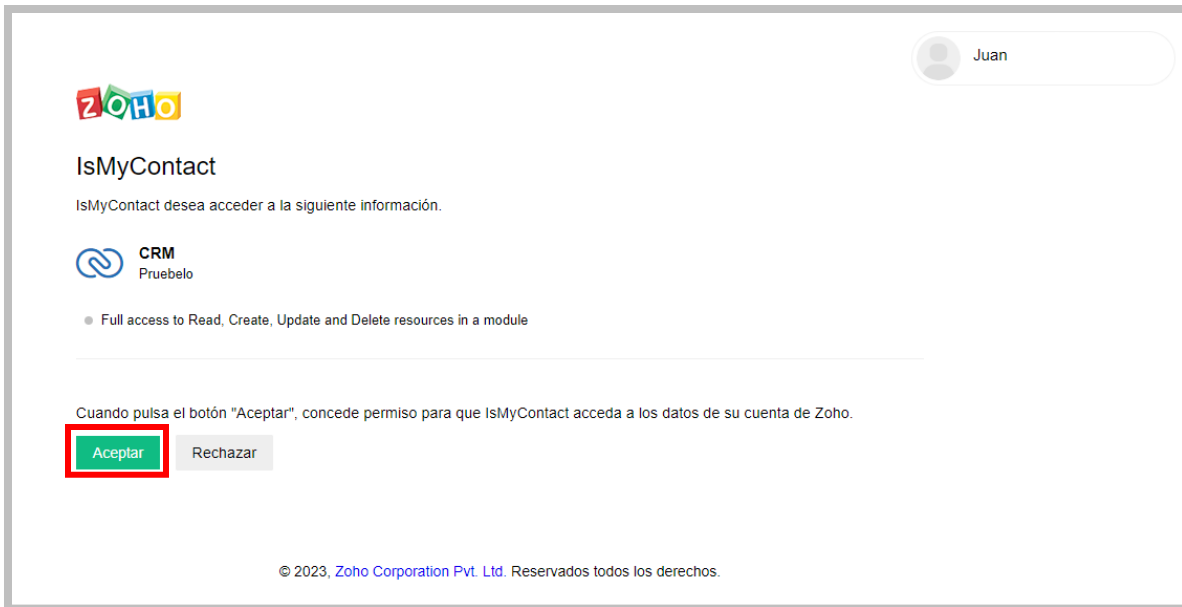 Juan
ZOHO
IsMyContact
IsMyContact desea acceder a la siguiente información.
CRM
Pruebelo
Full access to Read, Create, Update and Delete resources in a module
Cuando pulsa el botón "Aceptar", concede permiso para que IsMyContact acceda a los datos de su cuenta de Zoho.
Aceptar Rechazar
© 2023, Zoho Corporation Pvt. Ltd. Reservados todos los derechos.